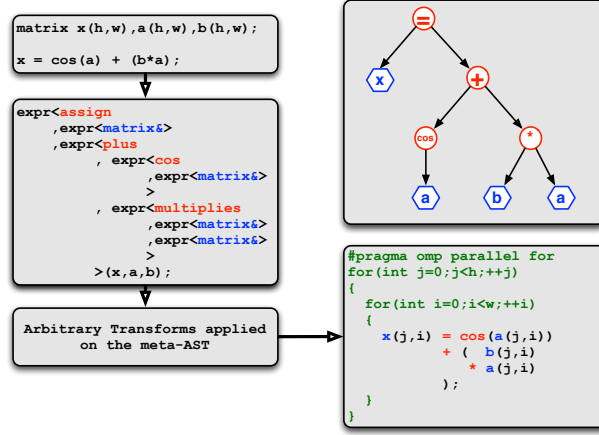 matrix x(h,w),a(h,w),b(h,w);
x = cos(a) + (b*a);
expr<assign
,expr<matrix&>
,expr<plus
, expr<cos
,expr<matrix&>
>
, expr<multiplies
,expr<matrix&>
,expr<matrix&>
>
>(x,a,b);
Arbitrary Transforms applied
on the meta-AST
=
x
+
cos
*
a
b
a
#pragma omp parallel for
for(int j=0;j<h;++j)
{
for(int i=0;i<w;++i)
{
x(j,i) = cos(a(j,i))
+ ( b(j,i)
* a(j,i)
);
}
}